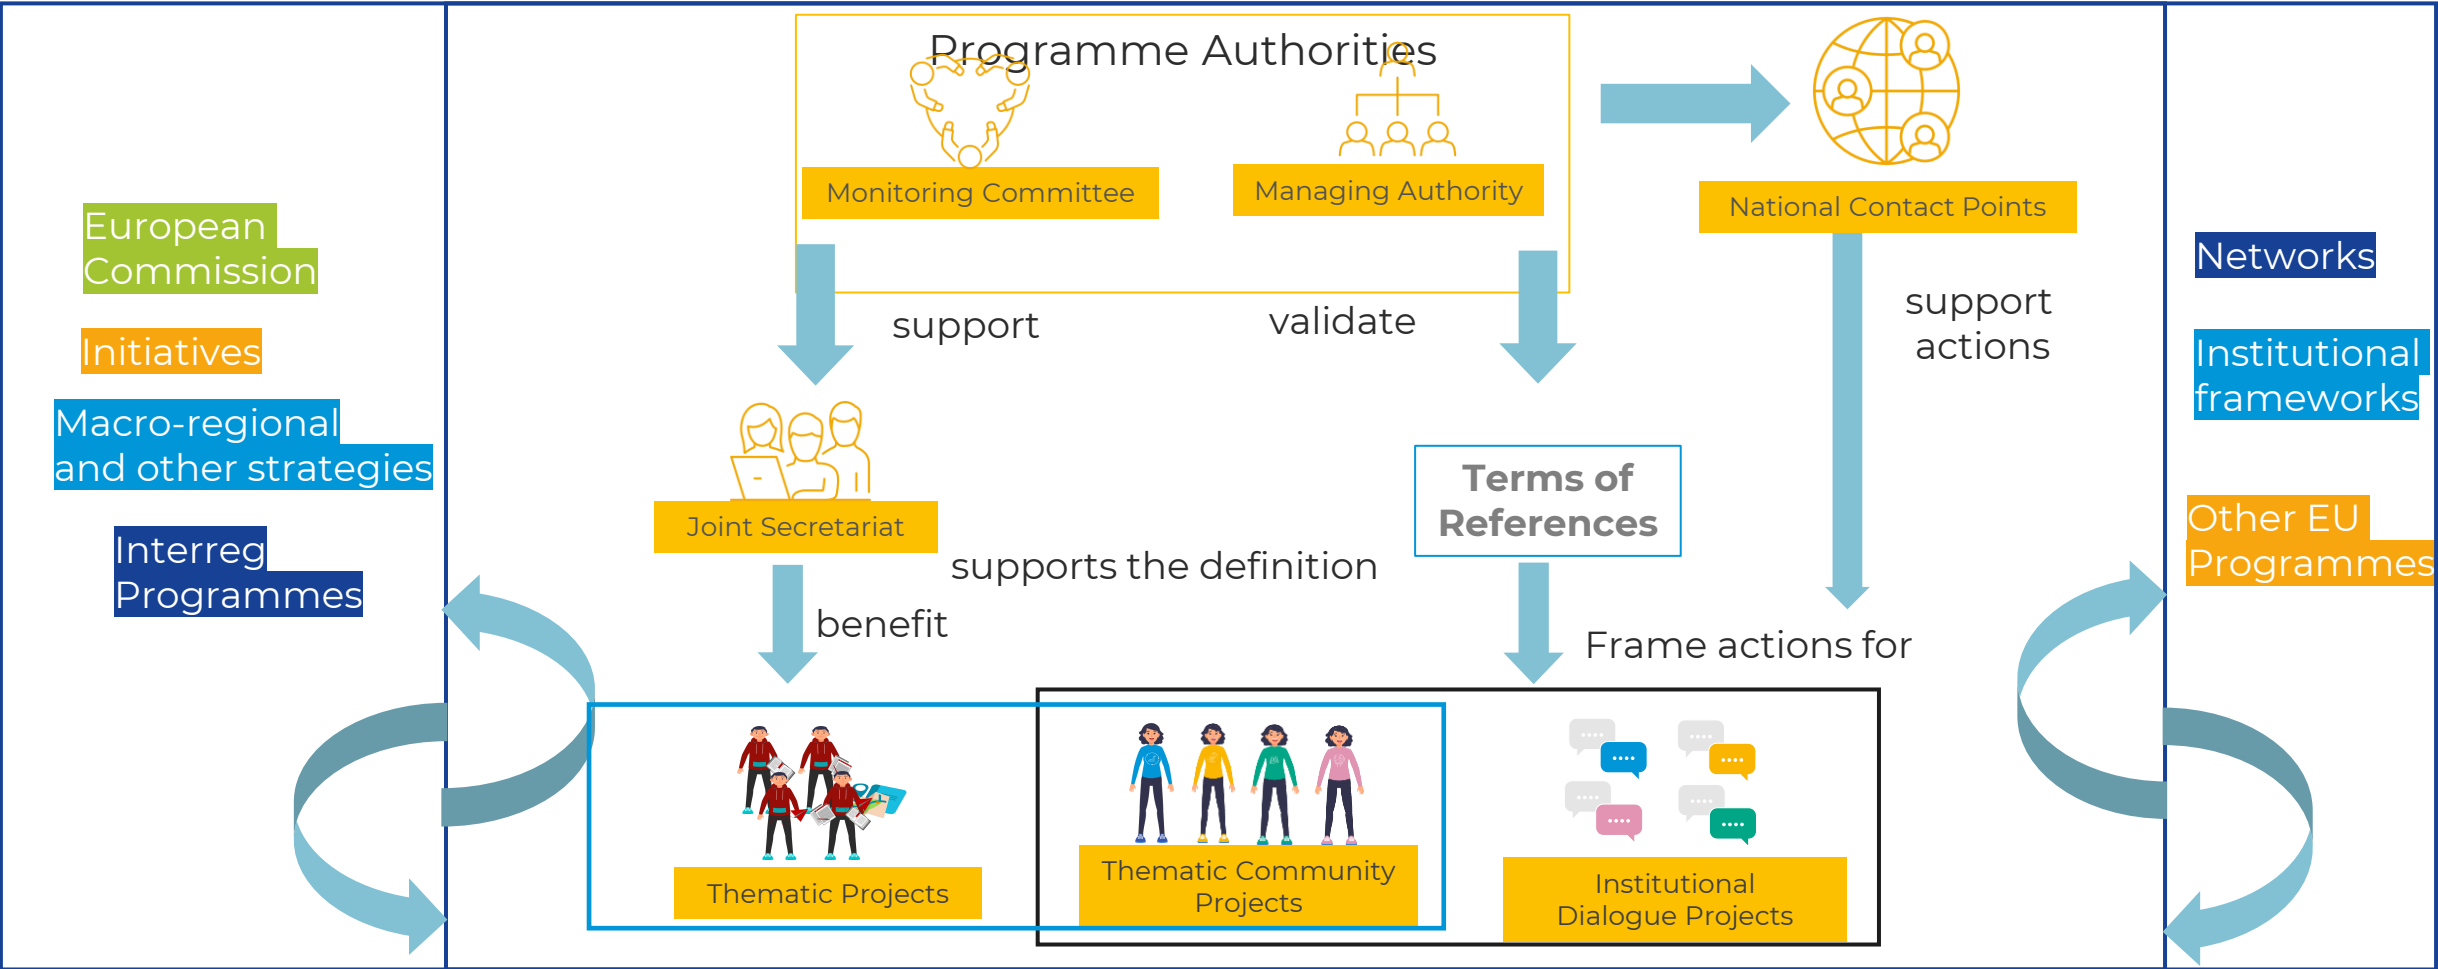 European
Commission
Initiatives
Macro-regional
and other strategies
Interreg
Programmes
Programme Authorities
Monitoring Committee
Managing Authority
National Contact Points
support
validate
support
actions
Joint Secretariat
Terms of
References
supports the definition
benefit
Frame actions for
Thematic Projects
Thematic Community
Projects
Institutional
Dialogue Projects
Networks
Institutional
frameworks
Other EU
Programmes